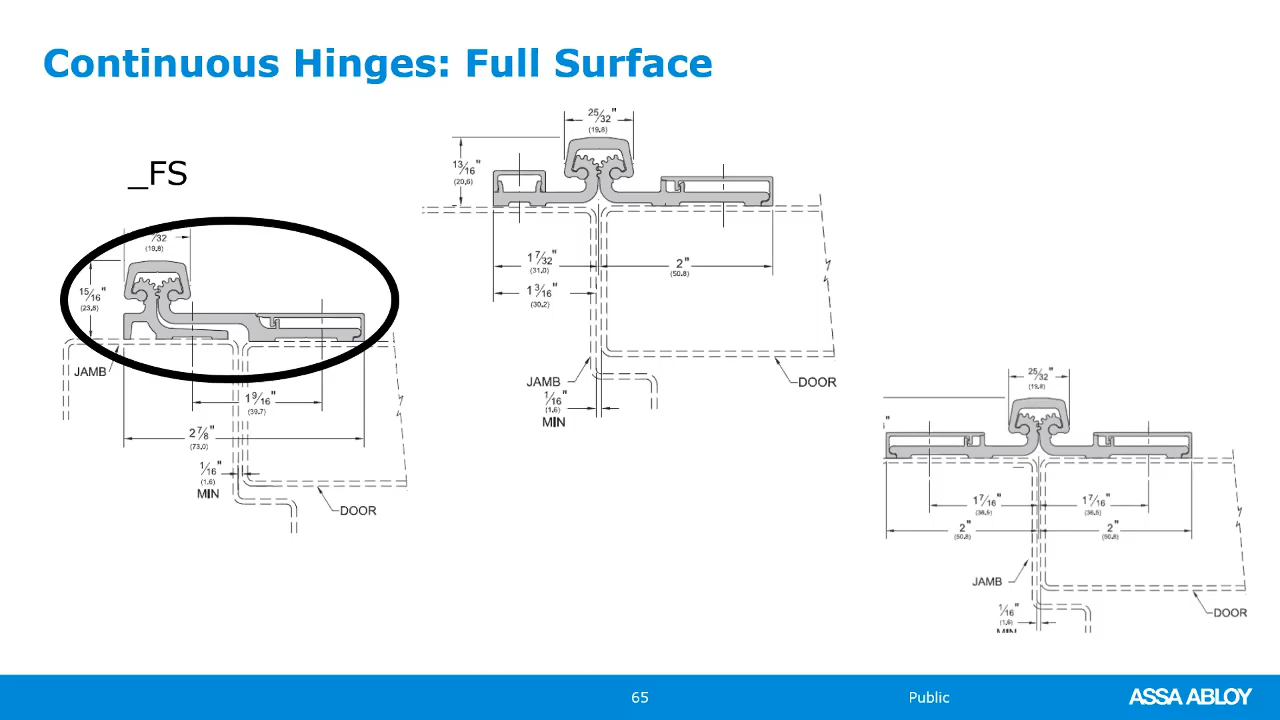 Continuous Hinges: Full Surface
_FS
/32
(19.8)
15/16"
(23.8)
JAMB
1 9/16"
(39.7)
2 7/8"
(73.0)
1/16"
(1.6)
MIN
DOOR
25/32"
(19.8)
13/16"
(20.6)
1 7/32"
(31.0)
2"
(50.8)
1 3/16"
(30.2)
JAMB
1/16"
(1.6)
MIN
DOOR
25/32"
(19.8)
"
1 7/16"
(36.5)
1 7/16"
(36.5)
2"
(50.8)
2"
(50.8)
JAMB
1/16"
(1.6)
MIN
DOOR
65
Public
ASSA ABLOY